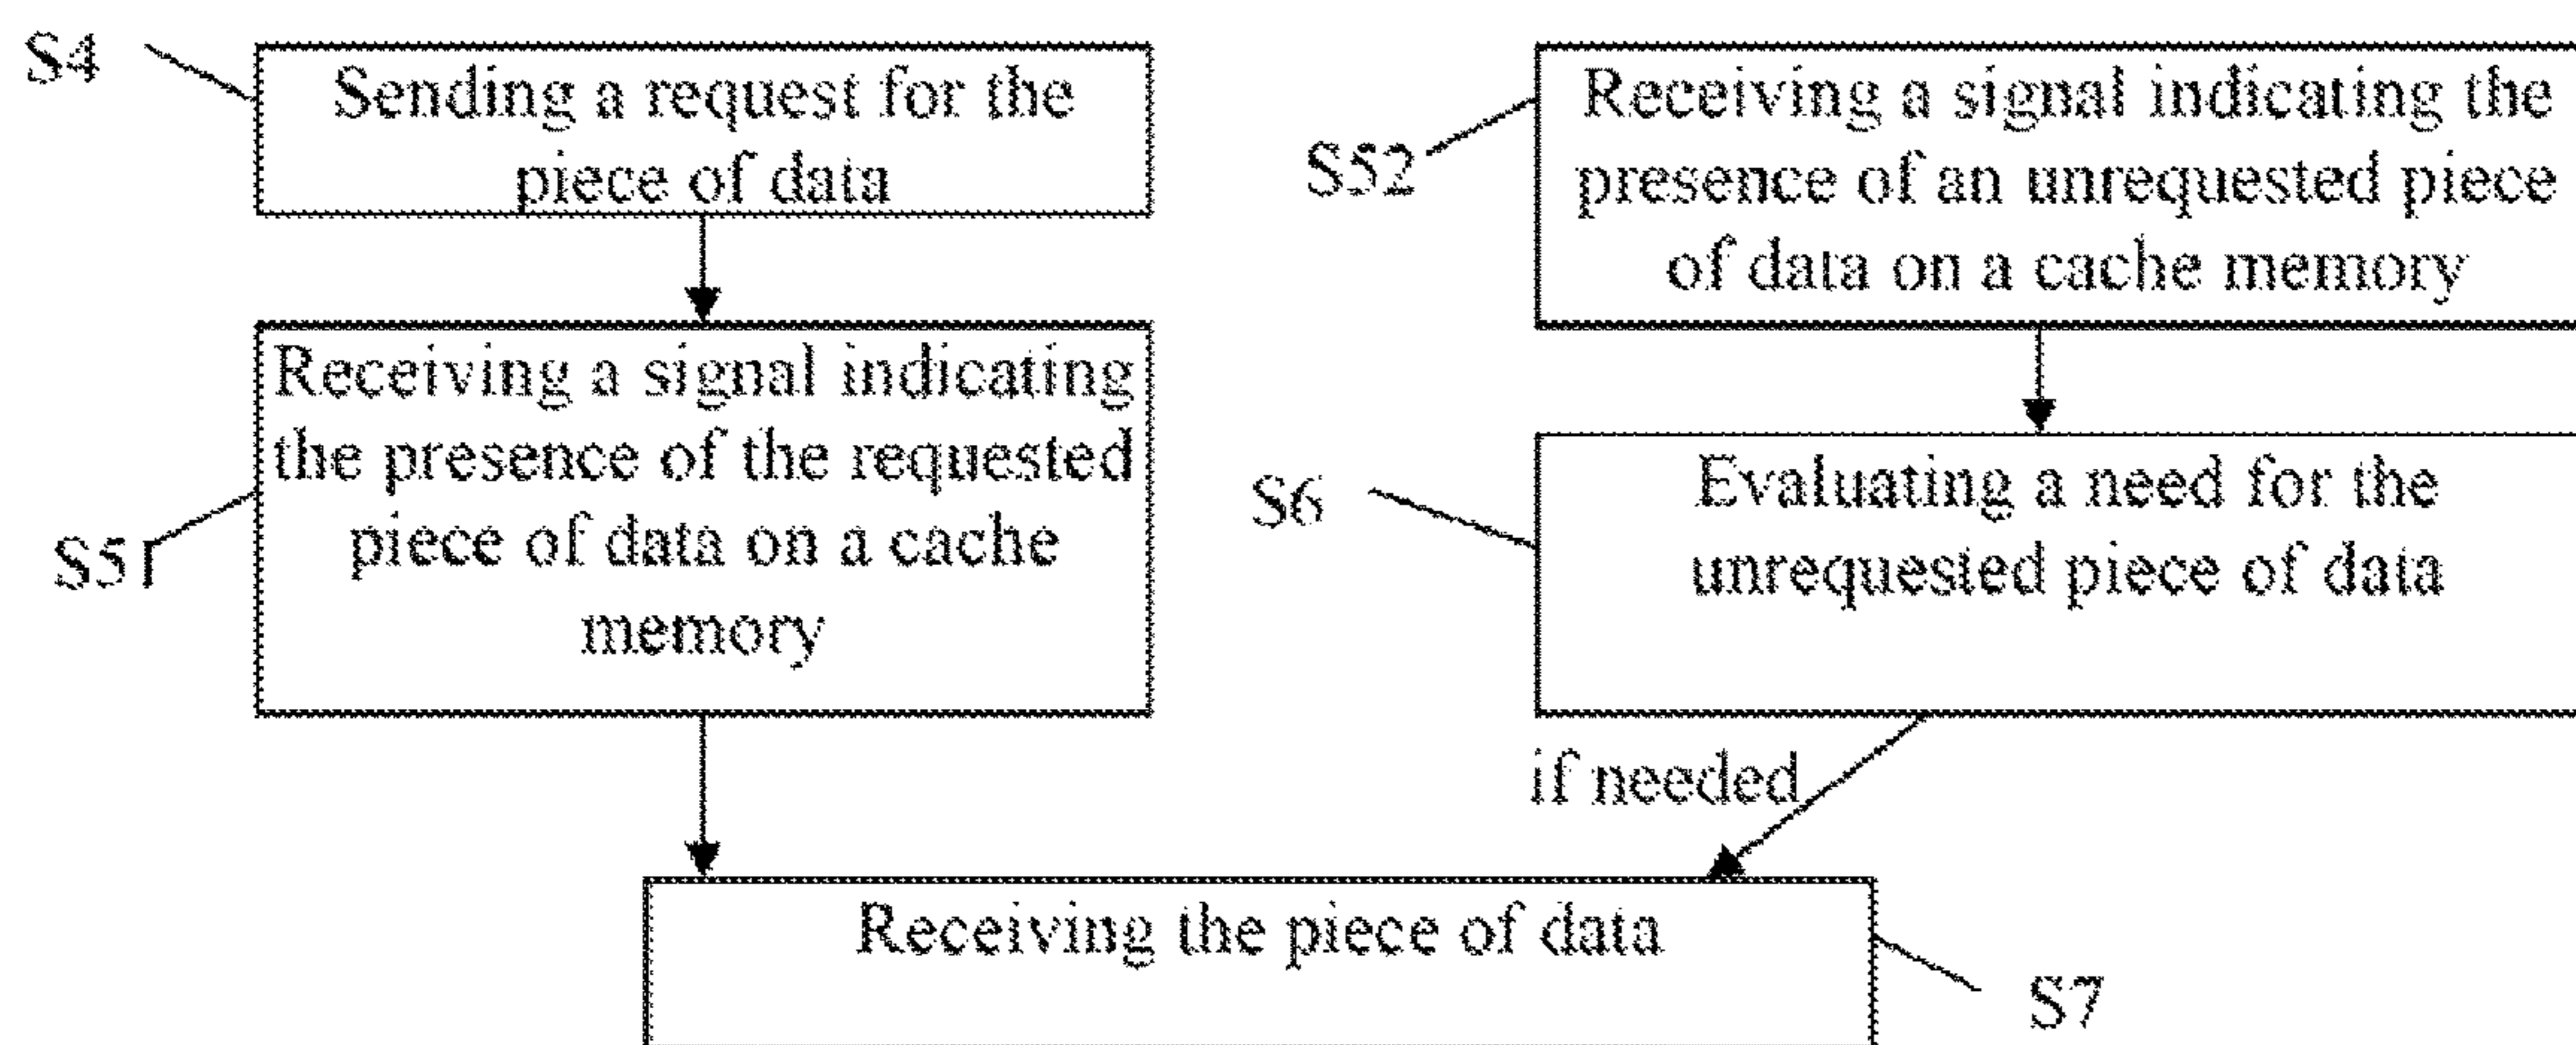 S4
Sending a request for the
piece of data
S51
Receiving a signal indicating
the presence of the requested
piece of data on a cache
memory
S52
Receiving a signal indicating the
presence of an unrequested piece
of data on a cache memory
S6
Evaluating a need for the
unrequested piece of data
if needed
Receiving the piece of data
S7